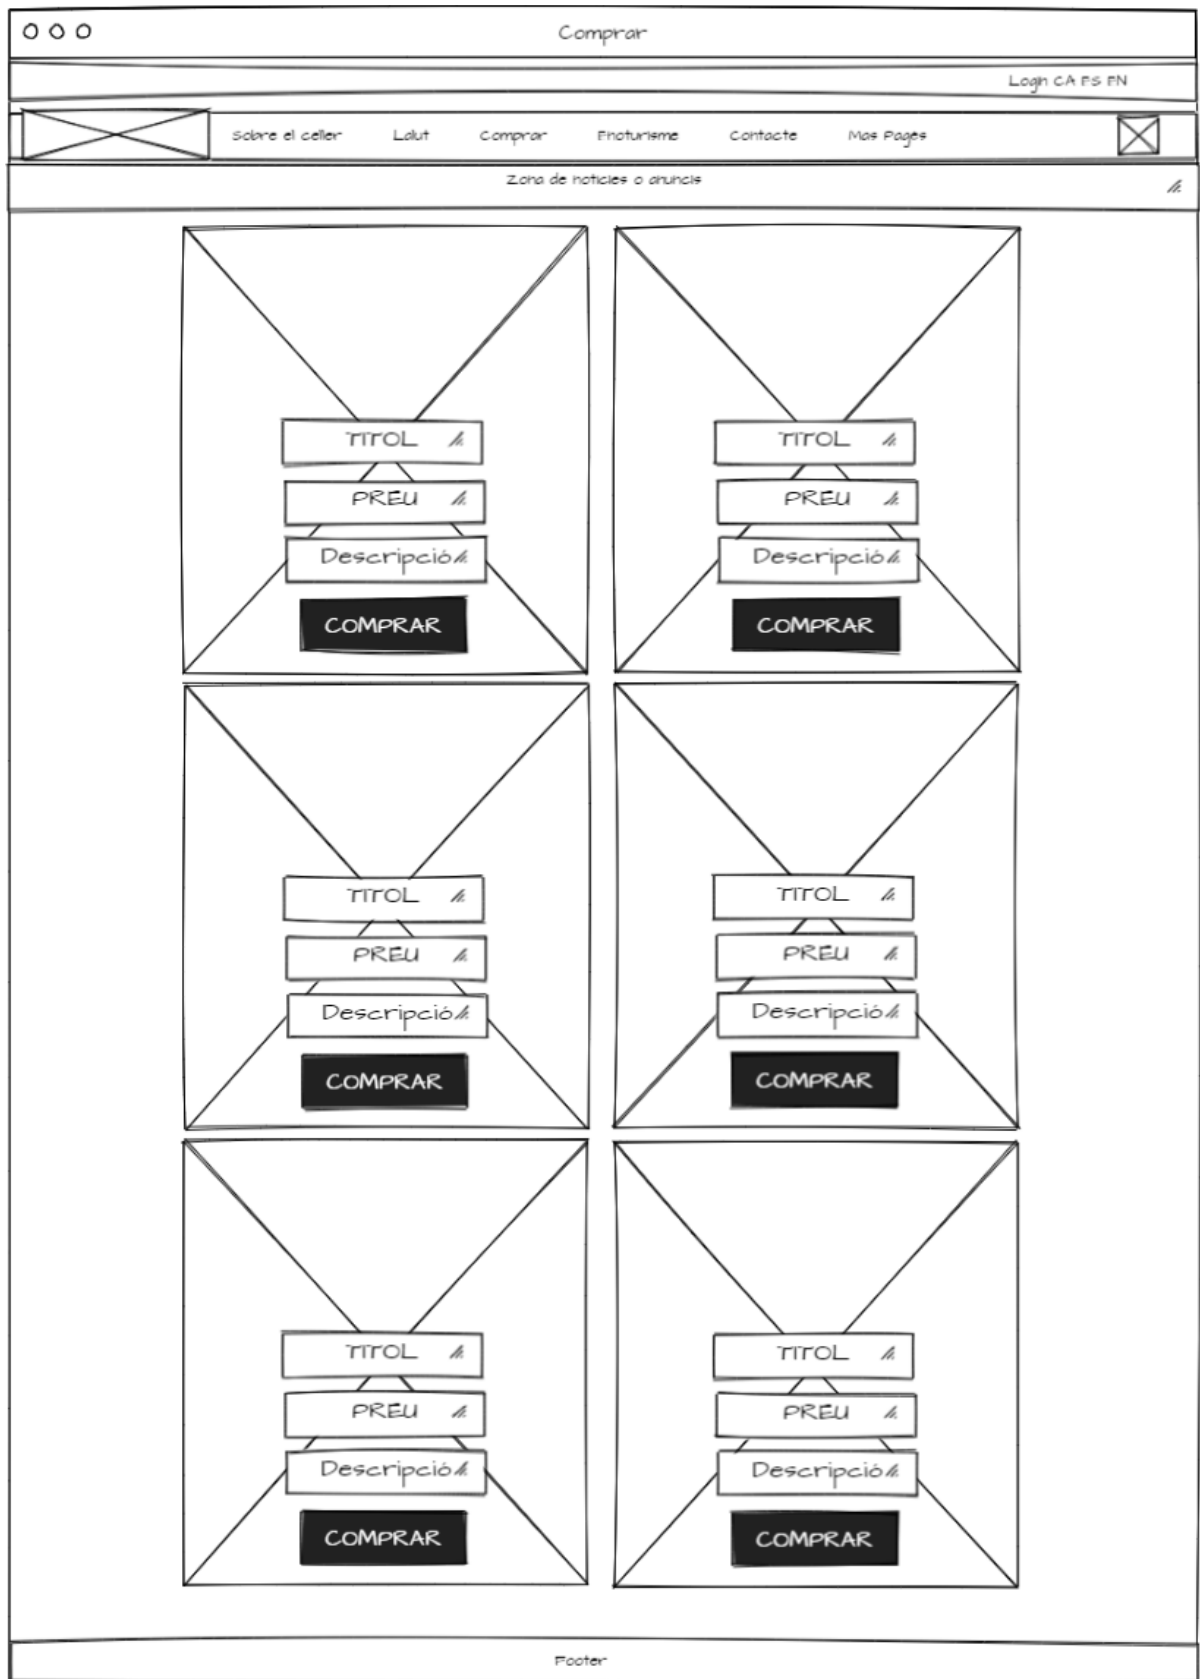 Comprar
Login CA ES EN
Sobre el celler Lalut Comprar Enoturisme Contacte Mas Pagès
Zona de noticies o anuncis
TITOL TITOL
PREU PREU
Descripció Descripció
COMPRAR COMPRAR
TITOL TITOL
PREU PREU
Descripció Descripció
COMPRAR COMPRAR
TITOL TITOL
PREU PREU
Descripció Descripció
COMPRAR COMPRAR
Footer